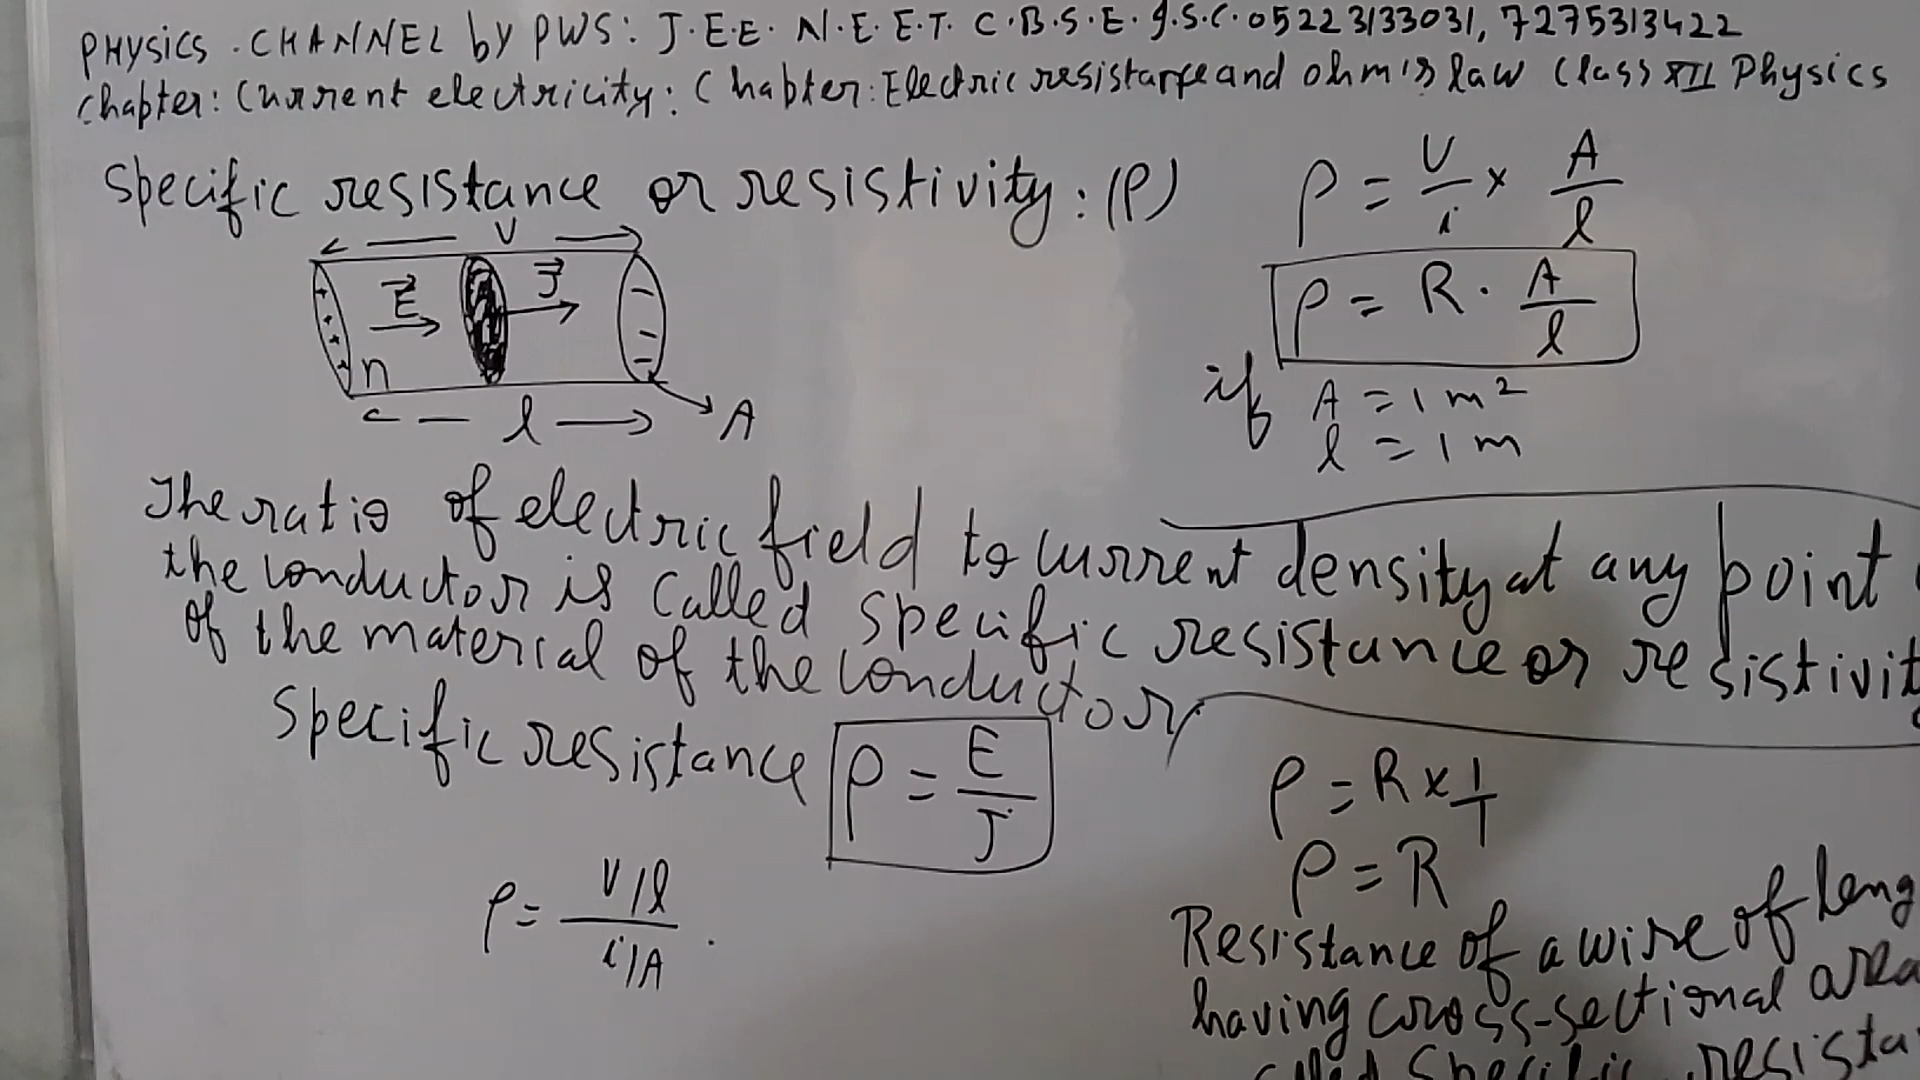 PHYSICS . CHANNEL by PWS: J.E.E. N.E.E.T. C.B.S.E. I.S.C. 05223133031, 7275313422
Chapter: Current electricity: Chapter: Electric resistance and ohm's law Class XII Physics
Specific resistance or resistivity: (ρ)
V
E→ J→
n
l A
The ratio of electric field to current density at any point
the conductor is called specific resistance or resistivit
of the material of the conductor
Specific resistance ρ = E/J
ρ = V/l / i/A .
ρ = V/i × A/l
ρ = R . A/l
if A = 1 m²
l = 1 m
ρ = R × 1/1
ρ = R
Resistance of a wire of leng
having cross-sectional area
called Specific resista